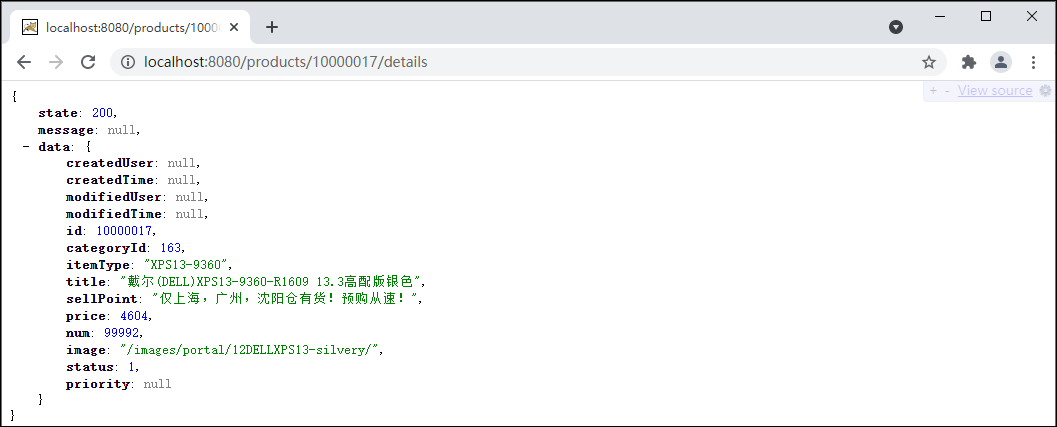 localhost:8080/products/1000
localhost:8080/products/10000017/details
+ - View source
{
state: 200,
message: null,
- data: {
createdUser: null,
createdTime: null,
modifiedUser: null,
modifiedTime: null,
id: 10000017,
categoryId: 163,
itemType: "XPS13-9360",
title: "戴尔(DELL)XPS13-9360-R1609 13.3高配版银色",
sellPoint: "仅上海，广州，沈阳仓有货！预购从速！",
price: 4604,
num: 99992,
image: "/images/portal/12DELLXPS13-silvery/",
status: 1,
priority: null
}
}